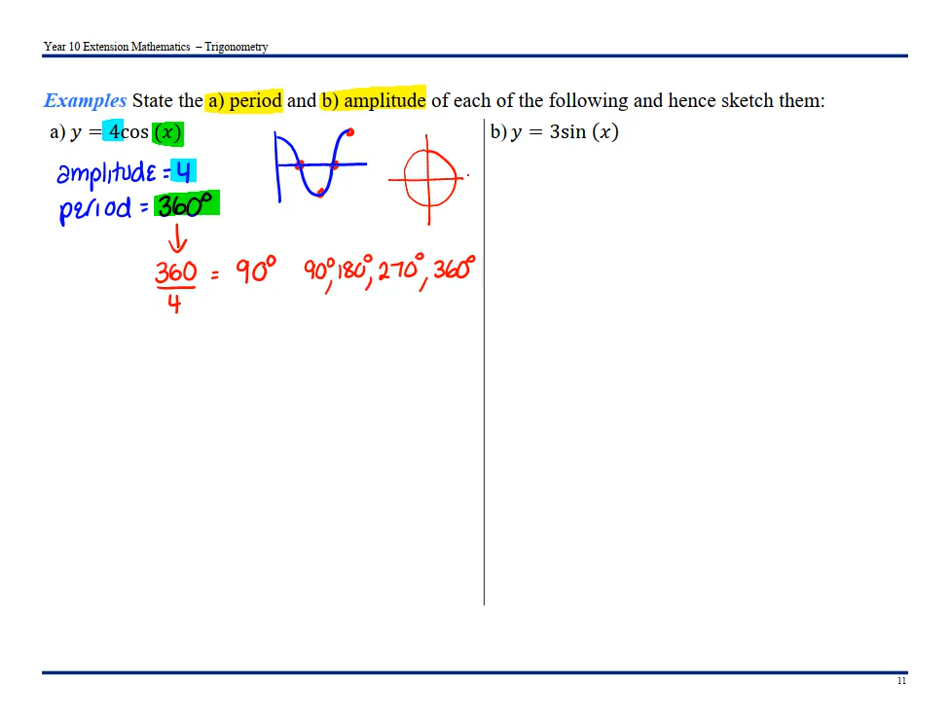 Year 10 Extension Mathematics – Trigonometry
Examples State the a) period and b) amplitude of each of the following and hence sketch them:
a) y = 4cos (x)
amplitude = 4
period = 360°
360/4 = 90° 90°, 180°, 270°, 360°
b) y = 3sin (x)
11